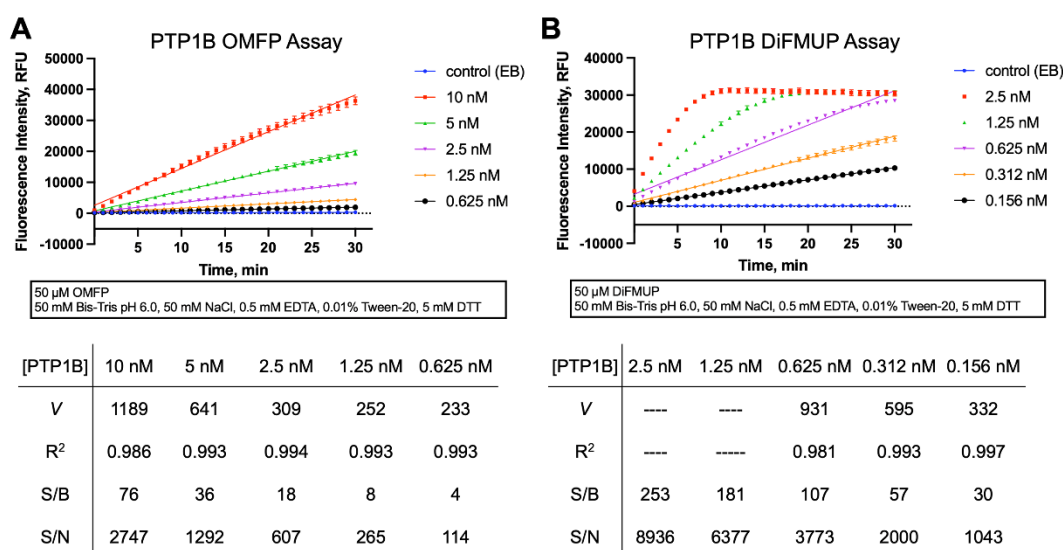 A
PTP1B OMFP Assay
Fluorescence Intensity, RFU
50000
40000
30000
20000
10000
0
-10000
5
10
15
20
25
30
Time, min
control (EB)
10 nM
5 nM
2.5 nM
1.25 nM
0.625 nM
50 µM OMFP
50 mM Bis-Tris pH 6.0, 50 mM NaCl, 0.5 mM EDTA, 0.01% Tween-20, 5 mM DTT
[PTP1B] 10 nM 5 nM 2.5 nM 1.25 nM 0.625 nM
V 1189 641 309 252 233
R² 0.986 0.993 0.994 0.993 0.993
S/B 76 36 18 8 4
S/N 2747 1292 607 265 114
B
PTP1B DiFMUP Assay
Fluorescence Intensity, RFU
40000
30000
20000
10000
0
-10000
5
10
15
20
25
30
Time, min
control (EB)
2.5 nM
1.25 nM
0.625 nM
0.312 nM
0.156 nM
50 µM DiFMUP
50 mM Bis-Tris pH 6.0, 50 mM NaCl, 0.5 mM EDTA, 0.01% Tween-20, 5 mM DTT
[PTP1B] 2.5 nM 1.25 nM 0.625 nM 0.312 nM 0.156 nM
V ---- ---- 931 595 332
R² ---- ----- 0.981 0.993 0.997
S/B 253 181 107 57 30
S/N 8936 6377 3773 2000 1043